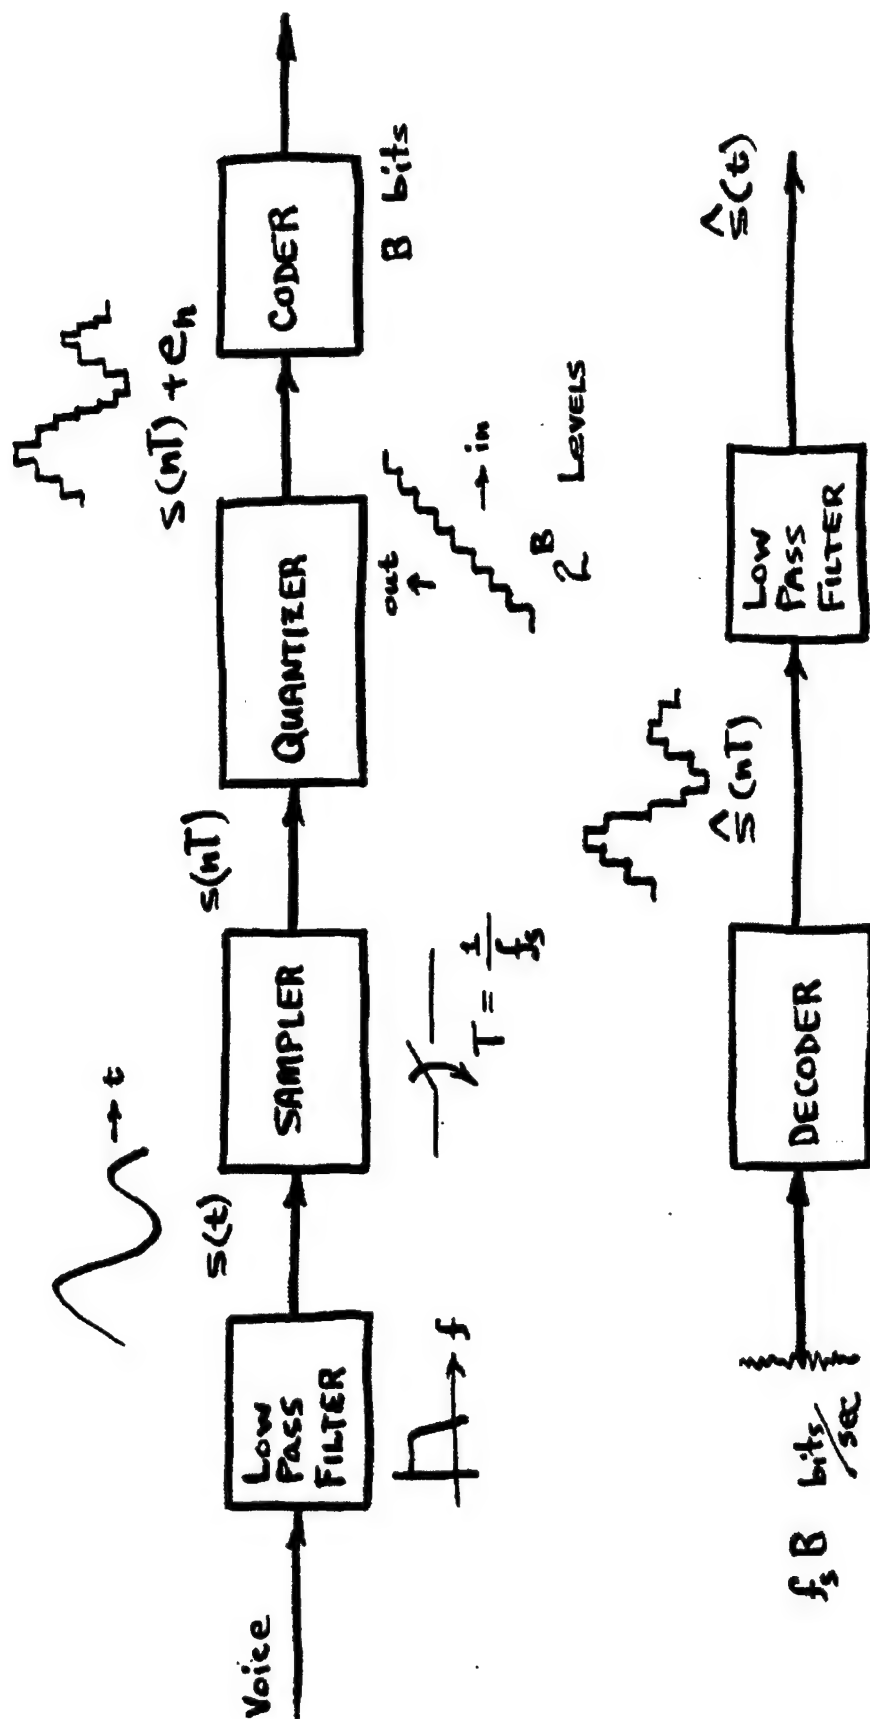 Voice
LOW
PASS
FILTER
f
s(t)
→ t
SAMPLER
T = 1/fs
s(nT)
QUANTIZER
out →
→ in
2^B Levels
s(nT) + en
CODER
B bits
fs B bits/sec
DECODER
ŝ(nT)
LOW
PASS
FILTER
ŝ(t)